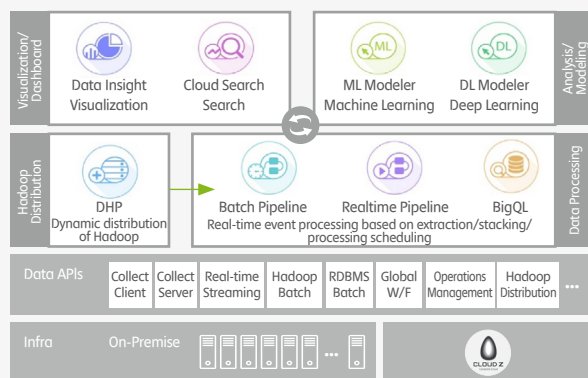 Visualization/
Dashboard
Data Insight
Visualization
Cloud Search
Search
ML
ML Modeler
Machine Learning
DL
DL Modeler
Deep Learning
Analysis/
Modeling
Hadoop
Distribution
DHP
Dynamic distribution
of Hadoop
Batch Pipeline
Realtime Pipeline
BigQL
Real-time event processing based on extraction/stacking/
processing scheduling
Data Processing
Data APIs
Collect
Client
Collect
Server
Real-time
Streaming
Hadoop
Batch
RDBMS
Batch
Global
W/F
Operations
Management
Hadoop
Distribution
...
Infra
On-Premise
...
CLOUD Z